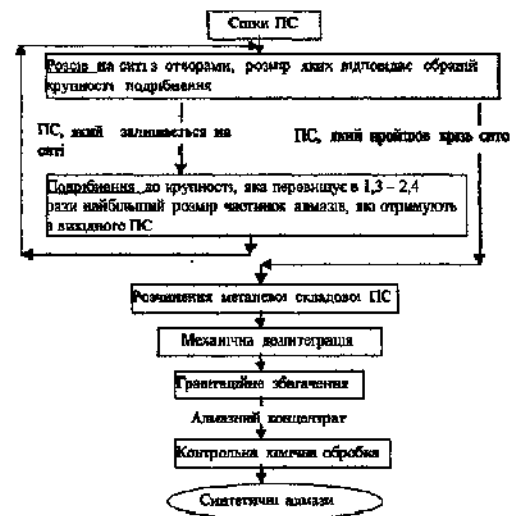 Спіки ПС
Розсів на ситі з отворами, розмір яких відповідає обраній
крупності подрібнення
ПС, який залишається на
ситі
ПС, який пройшов крізь сито
Подрібнення до крупності, яка перевищує в 1,3 – 2,4
рази найбільший розмір частинок алмазів, які отримують
з вихідного ПС
Розчинення металевої складової ПС
Механічна дезінтеграція
Гравітаційне збагачення
Алмазний концентрат
Контрольна хімічна обробка
Синтетичні алмази